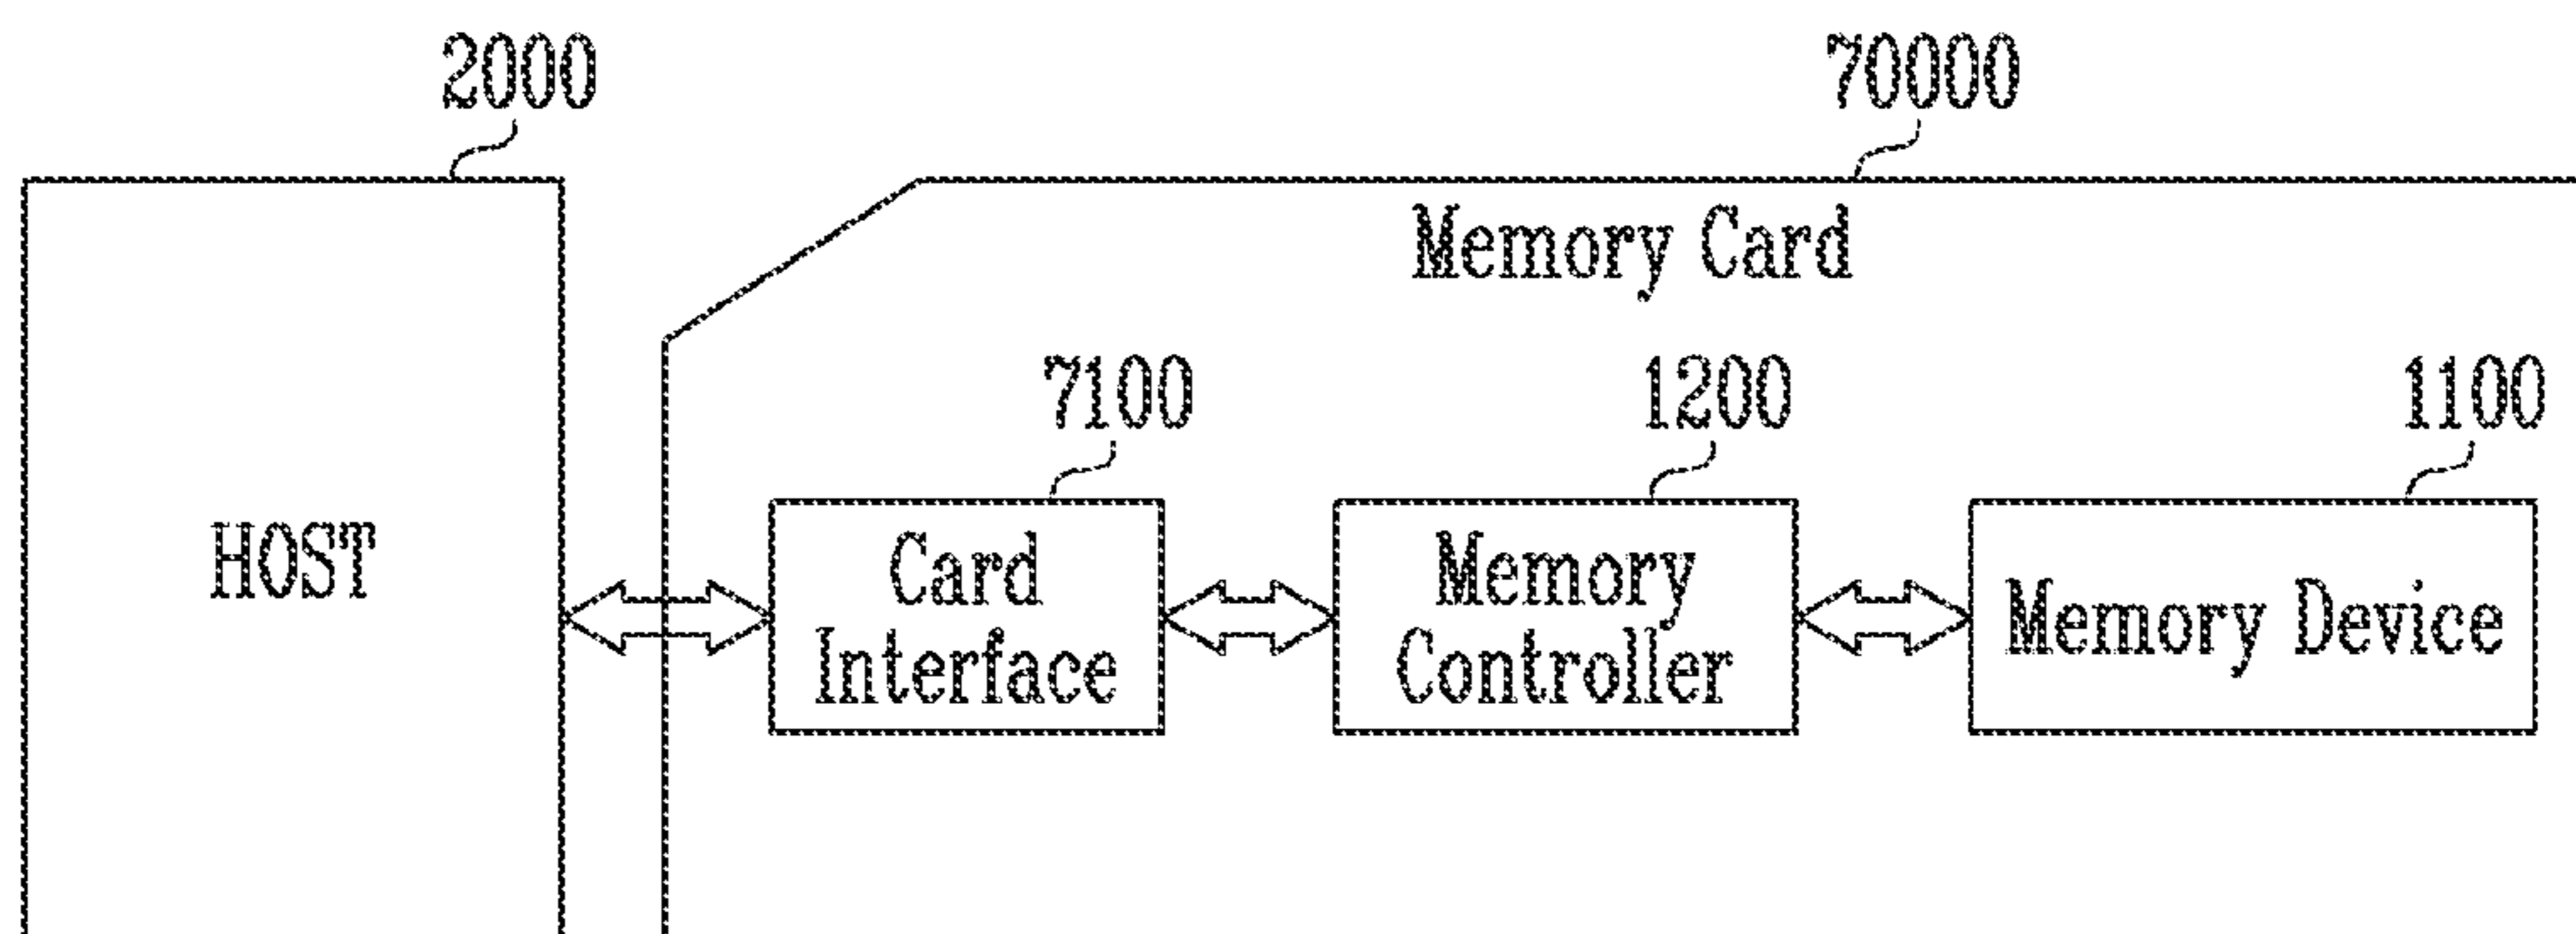 2000
70000
Memory Card
7100
1200
1100
HOST
Card
Interface
Memory
Controller
Memory Device